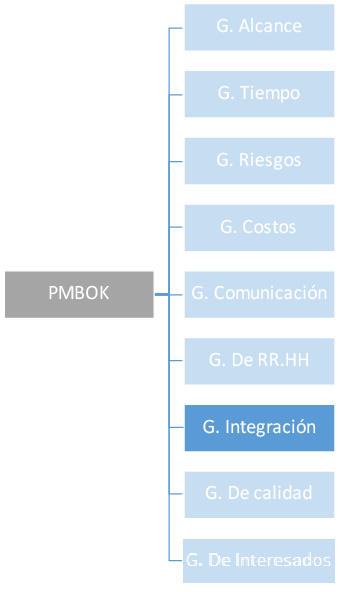 G. Alcance
G. Tiempo
G. Riesgos
G. Costos
PMBOK
G. Comunicación
G. De RR.HH
G. Integración
G. De calidad
G. De Interesados